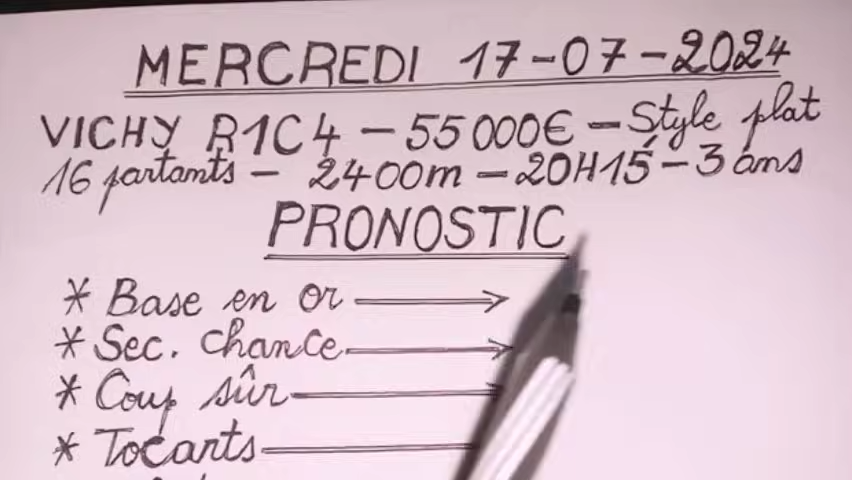 MERCREDI 17-07-2024
VICHY R1C4 - 55000€ - Style plat
16 partants - 2400m - 20H15 - 3 ans
PRONOSTIC
* Base en or →
* Sec. chance →
* Coup sûr →
* Tocarts